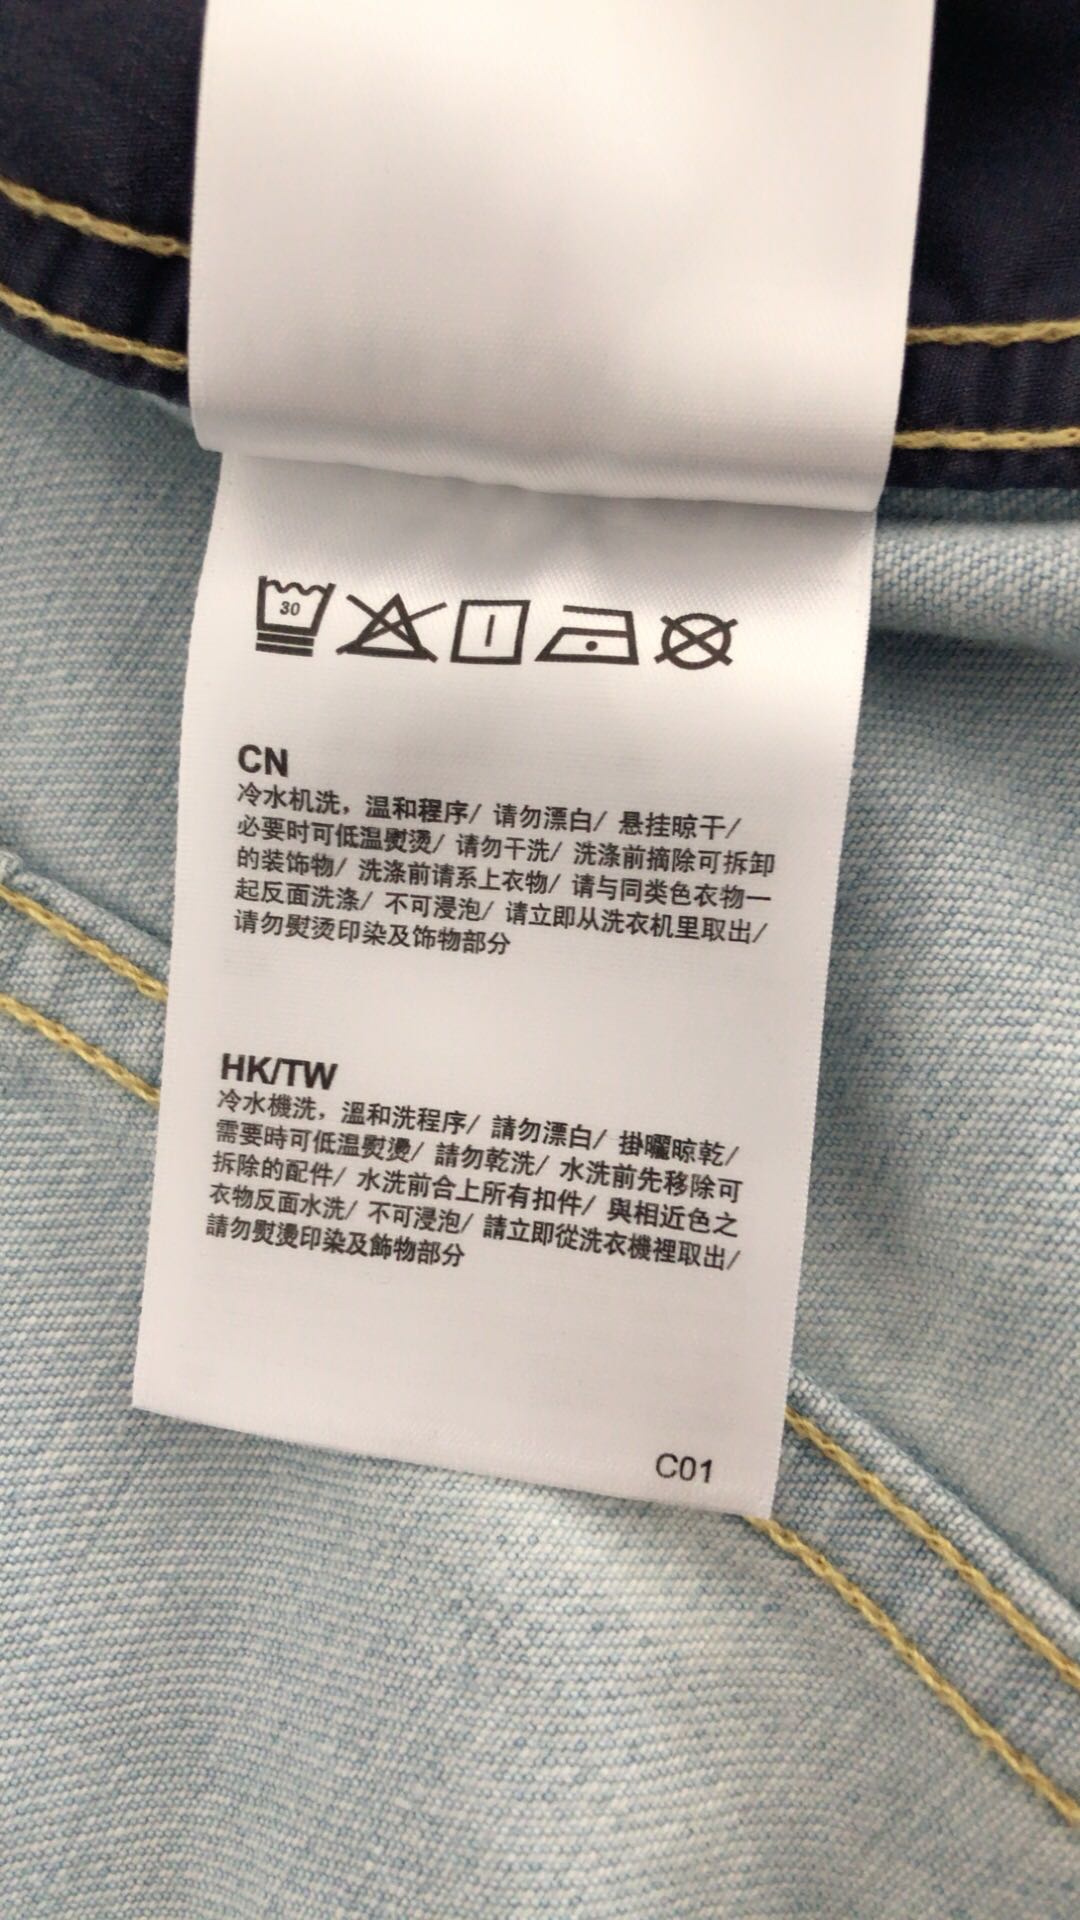 30
CN
冷水机洗，温和程序/ 请勿漂白/ 悬挂晾干/
必要时可低温熨烫/ 请勿干洗/ 洗涤前摘除可拆卸
的装饰物/ 洗涤前请系上衣物/ 请与同类色衣物一
起反面洗涤/ 不可浸泡/ 请立即从洗衣机里取出/
请勿熨烫印染及饰物部分
HK/TW
冷水機洗，溫和洗程序/ 請勿漂白/ 掛曬晾乾/
需要時可低温熨燙/ 請勿乾洗/ 水洗前先移除可
拆除的配件/ 水洗前合上所有扣件/ 與相近色之
衣物反面水洗/ 不可浸泡/ 請立即從洗衣機裡取出/
請勿熨燙印染及飾物部分
C01